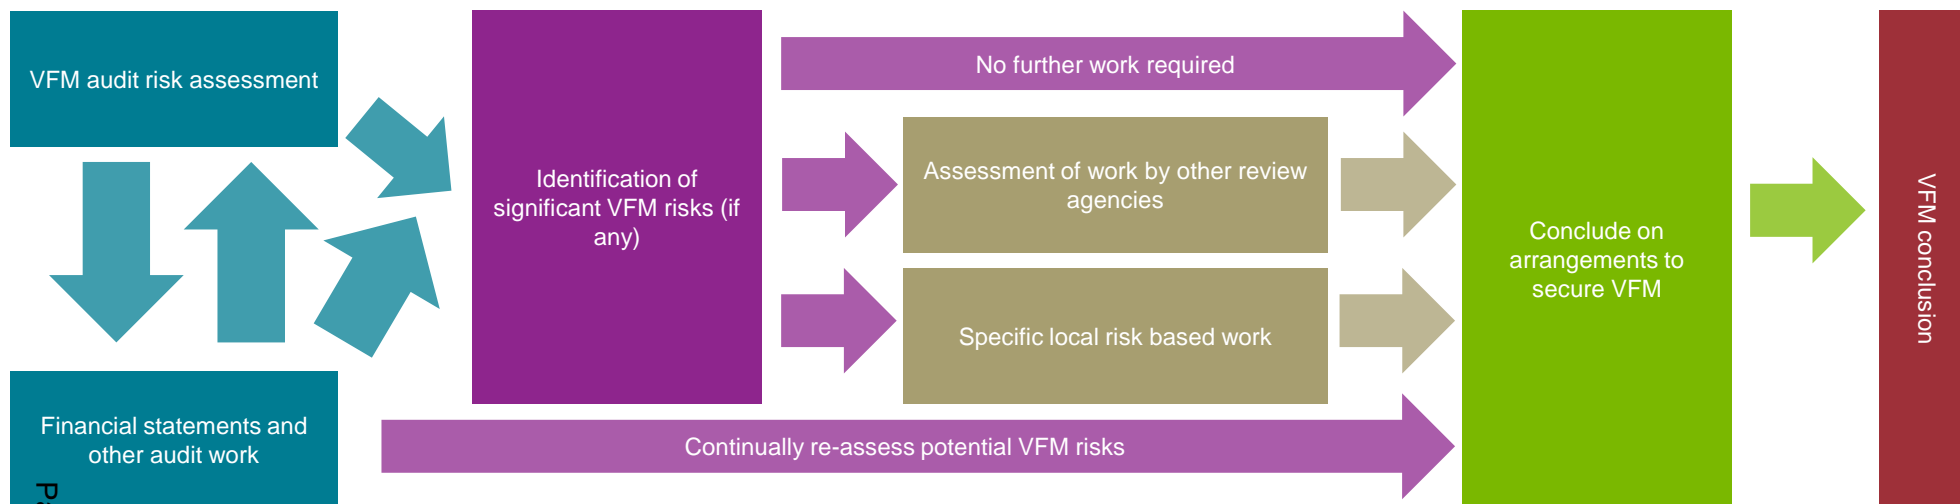 VFM audit risk assessment
Financial statements and
other audit work
Identification of
significant VFM risks (if
any)
No further work required
Assessment of work by other review
agencies
Specific local risk based work
Continually re-assess potential VFM risks
Conclude on
arrangements to
secure VFM
VFM conclusion